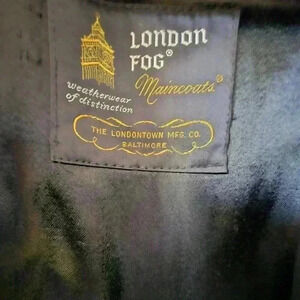 LONDON
FOG®
Maincoats®
weatherwear
of distinction
THE LONDONTOWN MFG. CO.
BALTIMORE